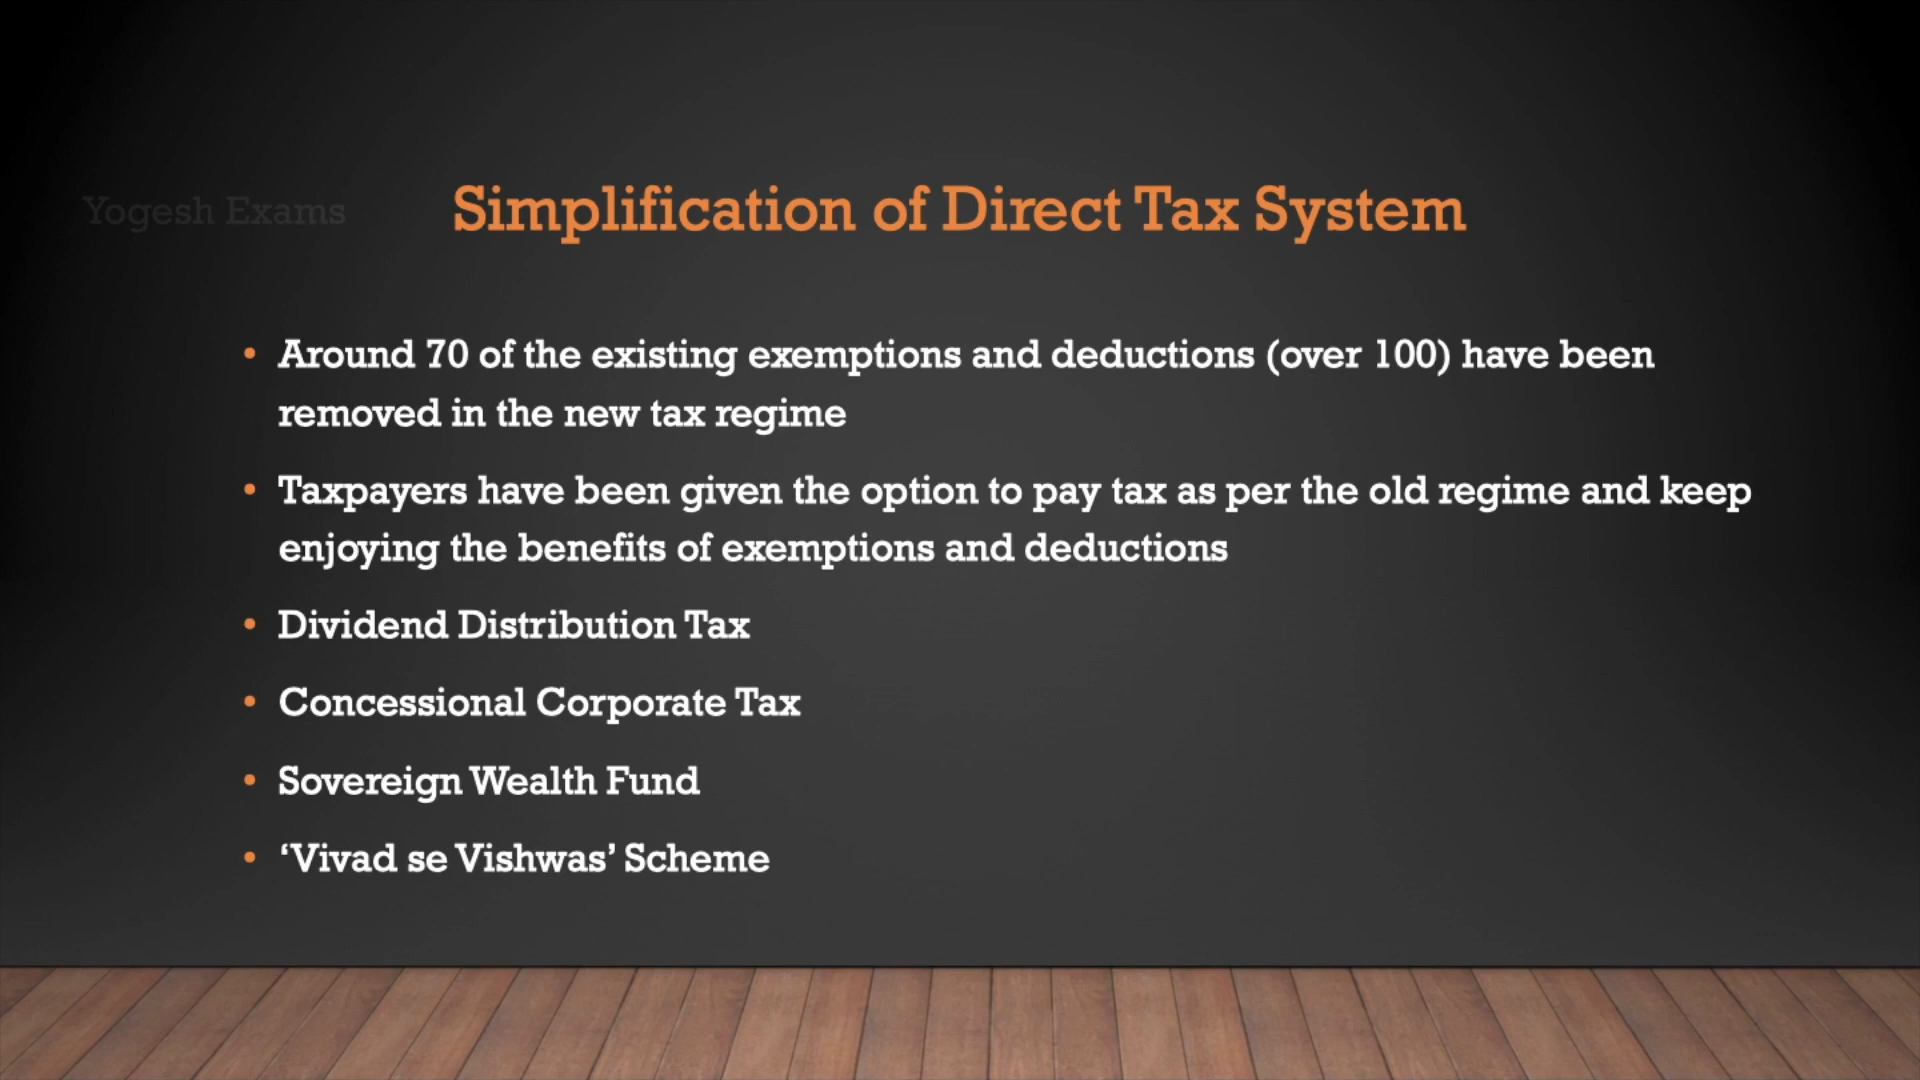 Yogesh Exams
Simplification of Direct Tax System
• Around 70 of the existing exemptions and deductions (over 100) have been
removed in the new tax regime
• Taxpayers have been given the option to pay tax as per the old regime and keep
enjoying the benefits of exemptions and deductions
• Dividend Distribution Tax
• Concessional Corporate Tax
• Sovereign Wealth Fund
• ‘Vivad se Vishwas’ Scheme